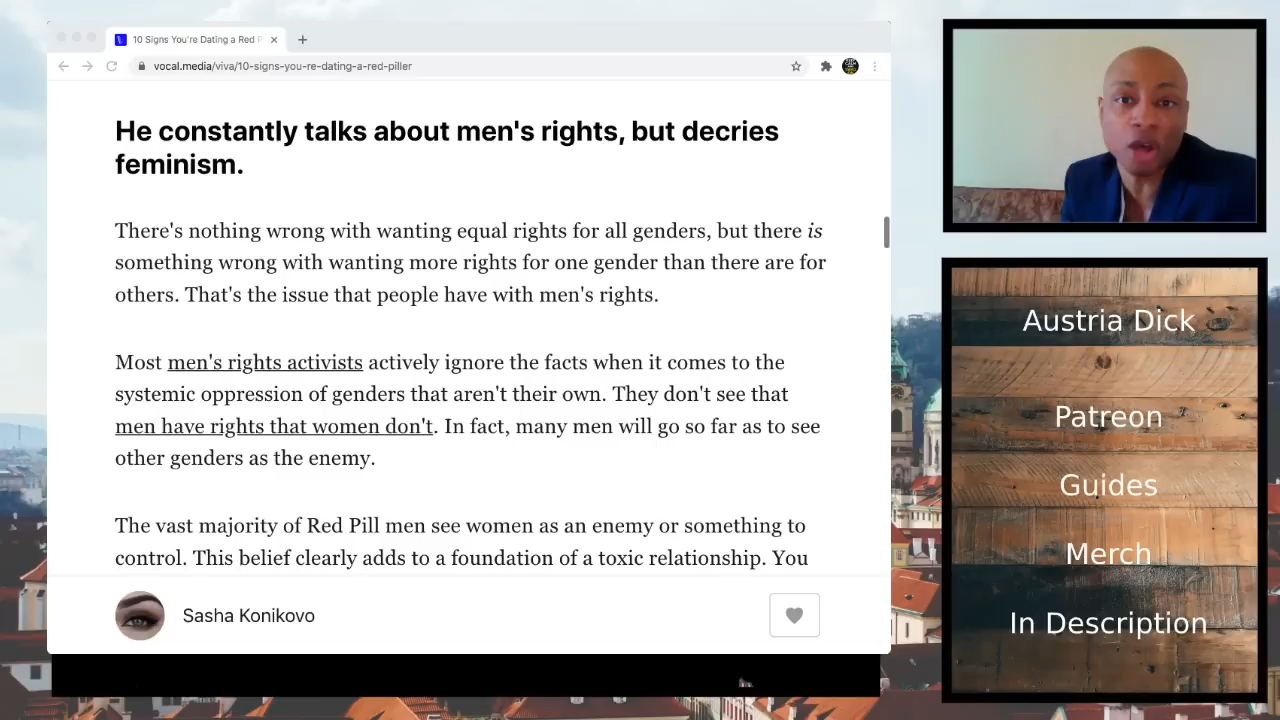 10 Signs You're Dating a Red P
vocal.media/viva/10-signs-you-re-dating-a-red-piller
He constantly talks about men's rights, but decries
feminism.
There's nothing wrong with wanting equal rights for all genders, but there is
something wrong with wanting more rights for one gender than there are for
others. That's the issue that people have with men's rights.
Most men's rights activists actively ignore the facts when it comes to the
systemic oppression of genders that aren't their own. They don't see that
men have rights that women don't. In fact, many men will go so far as to see
other genders as the enemy.
The vast majority of Red Pill men see women as an enemy or something to
control. This belief clearly adds to a foundation of a toxic relationship. You
Sasha Konikovo
Austria Dick
Patreon
Guides
Merch
In Description